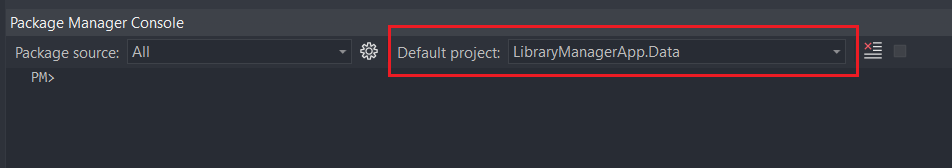 Package Manager Console
Package source: All Default project: LibraryManagerApp.Data
PM>